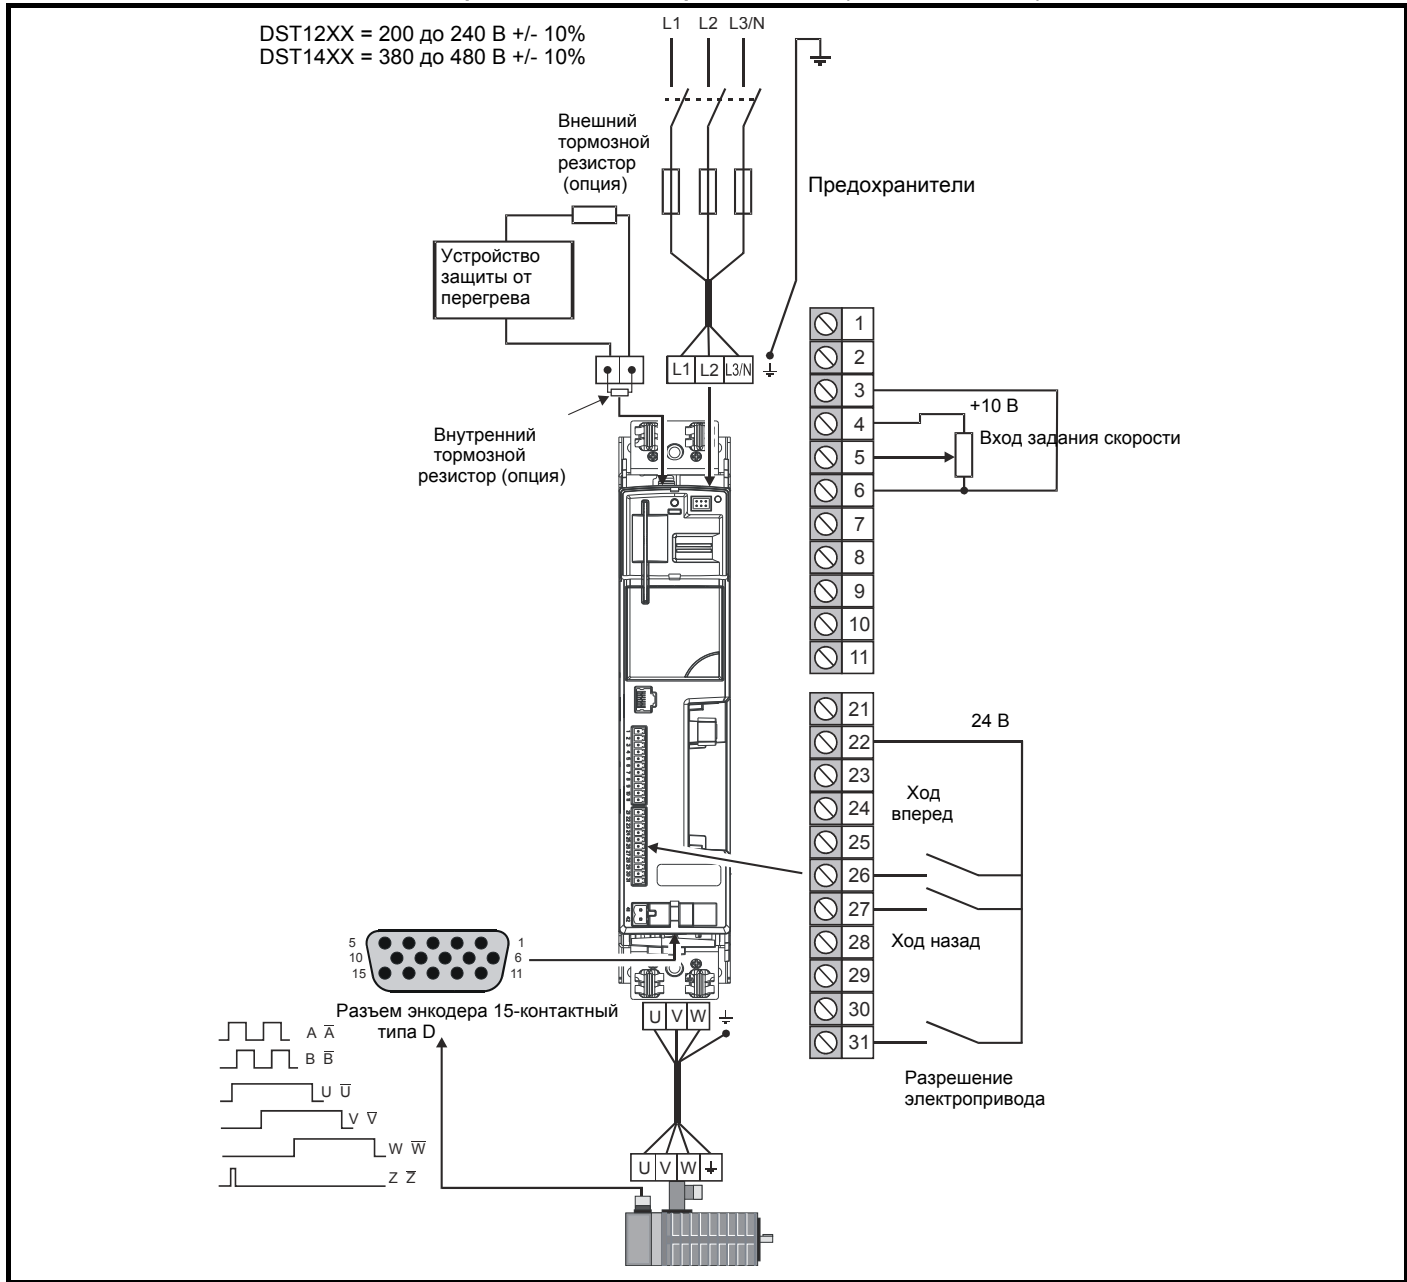 DST12XX = 200 до 240 В +/- 10%
DST14XX = 380 до 480 В +/- 10%
L1 L2 L3/N
Внешний
тормозной
резистор
(опция)
Предохранители
Устройство
защиты от
перегрева
L1 L2 L3/N
Внутренний
тормозной
резистор (опция)
1
2
3
4
5
6
7
8
9
10
11
+10 В
Вход задания скорости
21
22
23
24
25
26
27
28
29
30
31
24 В
Ход
вперед
Ход назад
Разрешение
электропривода
5 1
10 6
15 11
Разъем энкодера 15-контактный
типа D
U V W
A A̅
B B̅
U U̅
V V̅
W W̅
Z Z̅
U V W